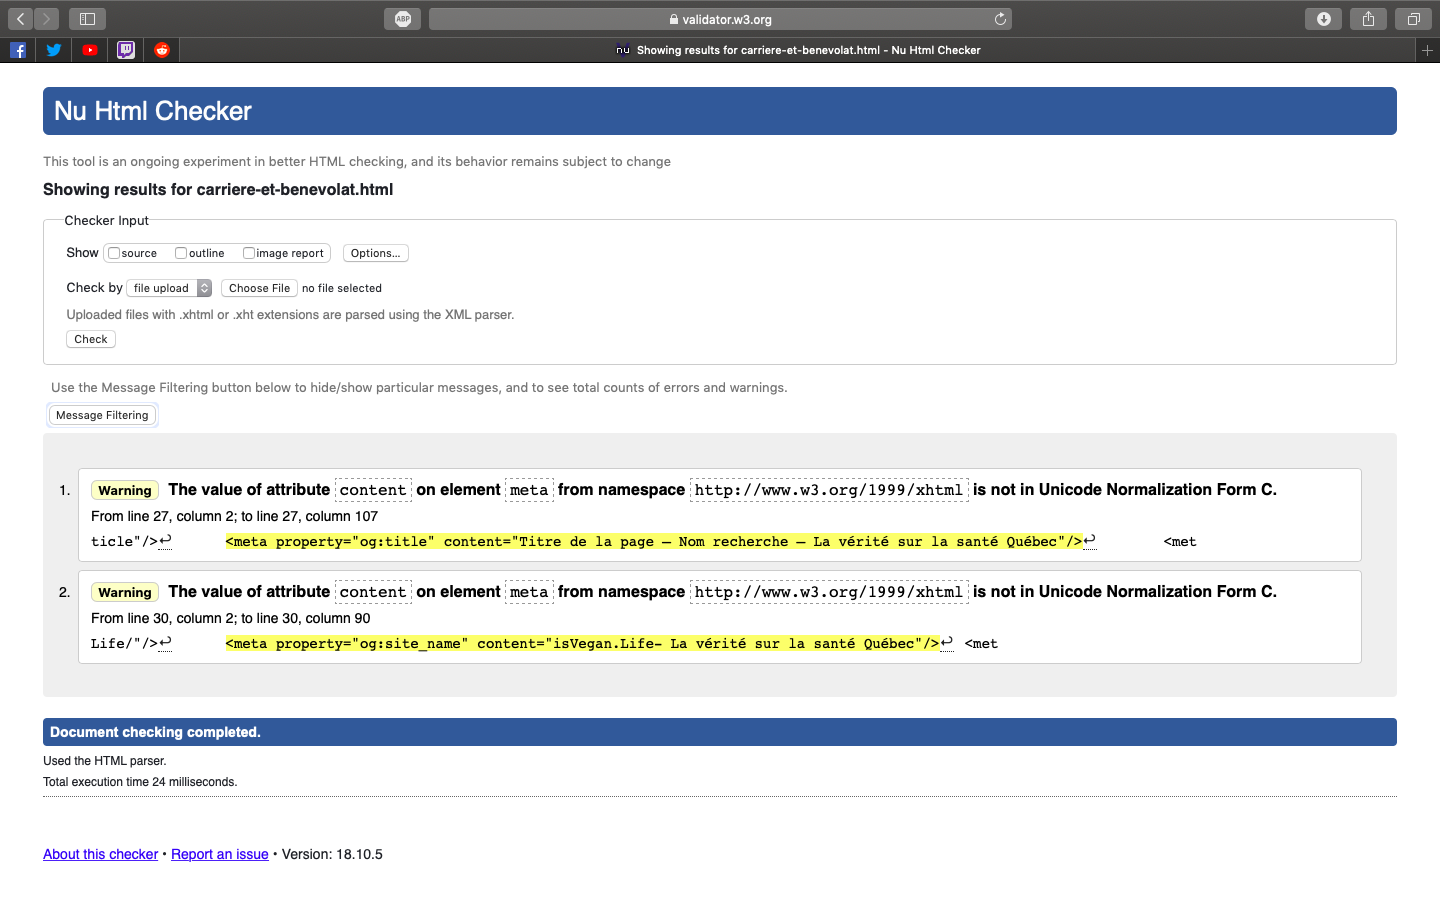 ABP
validator.w3.org
nu Showing results for carriere-et-benevolat.html - Nu Html Checker
Nu Html Checker
This tool is an ongoing experiment in better HTML checking, and its behavior remains subject to change
Showing results for carriere-et-benevolat.html
Checker Input
Show source outline image report Options...
Check by file upload Choose File no file selected
Uploaded files with .xhtml or .xht extensions are parsed using the XML parser.
Check
Use the Message Filtering button below to hide/show particular messages, and to see total counts of errors and warnings.
Message Filtering
1. Warning The value of attribute content on element meta from namespace http://www.w3.org/1999/xhtml is not in Unicode Normalization Form C.
From line 27, column 2; to line 27, column 107
ticle"/>↩ <meta property="og:title" content="Titre de la page — Nom recherche — La vérité sur la santé Québec"/>↩ <met
2. Warning The value of attribute content on element meta from namespace http://www.w3.org/1999/xhtml is not in Unicode Normalization Form C.
From line 30, column 2; to line 30, column 90
Life/"/>↩ <meta property="og:site_name" content="isVegan.Life- La vérité sur la santé Québec"/>↩ <met
Document checking completed.
Used the HTML parser.
Total execution time 24 milliseconds.
About this checker • Report an issue • Version: 18.10.5